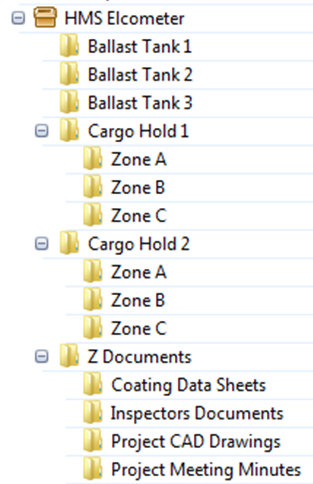 HMS Elcometer
Ballast Tank 1
Ballast Tank 2
Ballast Tank 3
Cargo Hold 1
Zone A
Zone B
Zone C
Cargo Hold 2
Zone A
Zone B
Zone C
Z Documents
Coating Data Sheets
Inspectors Documents
Project CAD Drawings
Project Meeting Minutes